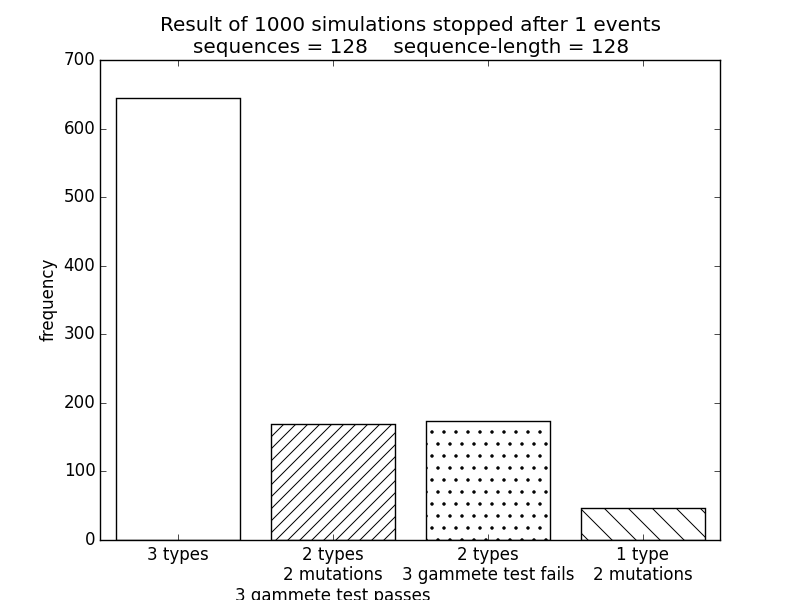 Result of 1000 simulations stopped after 1 events
sequences = 128    sequence-length = 128
700
600
500
400
300
200
100
0
frequency
3 types
2 types
2 mutations
3 gammete test passes
2 types
3 gammete test fails
1 type
2 mutations